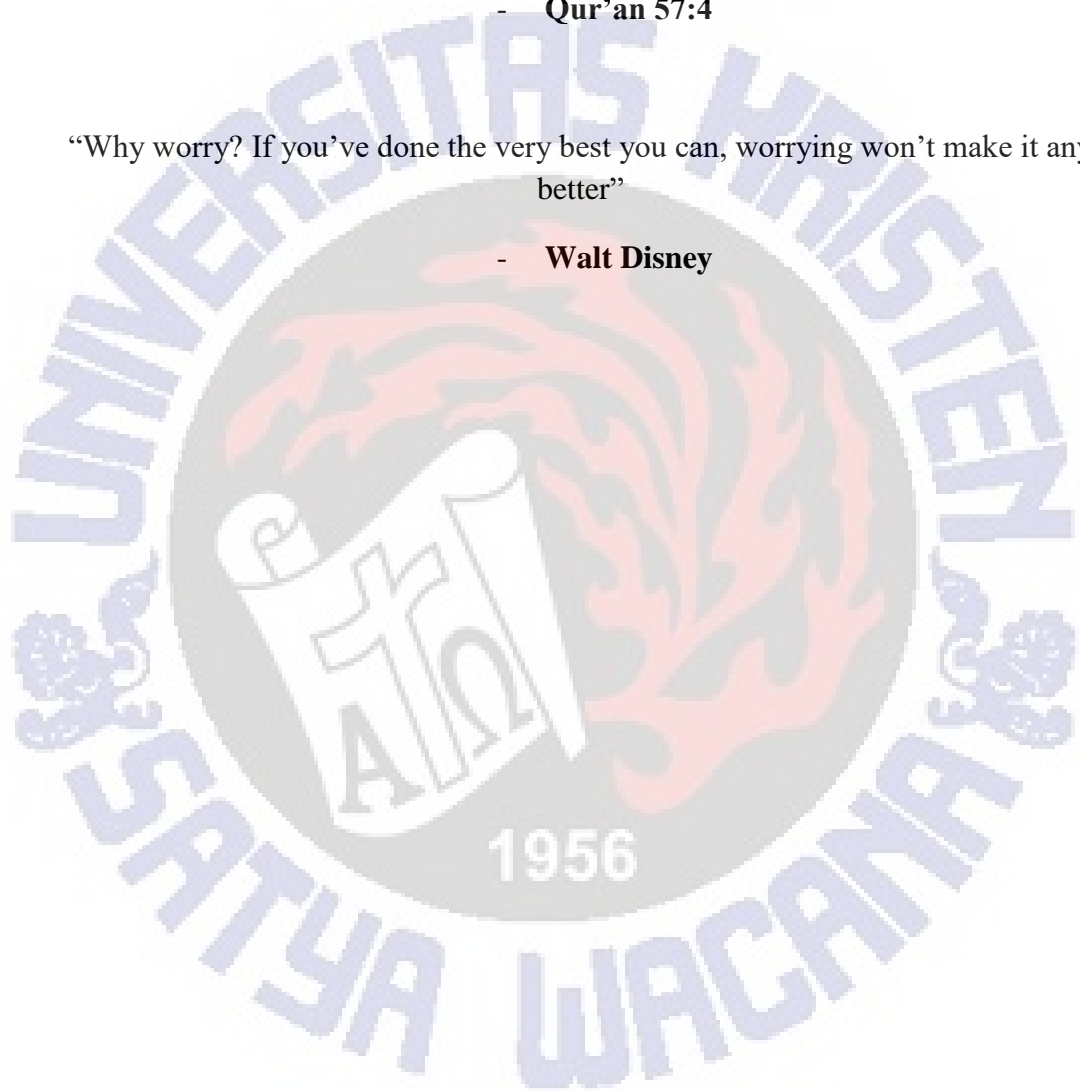 - Qur’an 57:4
“Why worry? If you’ve done the very best you can, worrying won’t make it any
better”
- Walt Disney
UNIVERSITAS KRISTEN
Α Ω
1956
SATYA WACANA